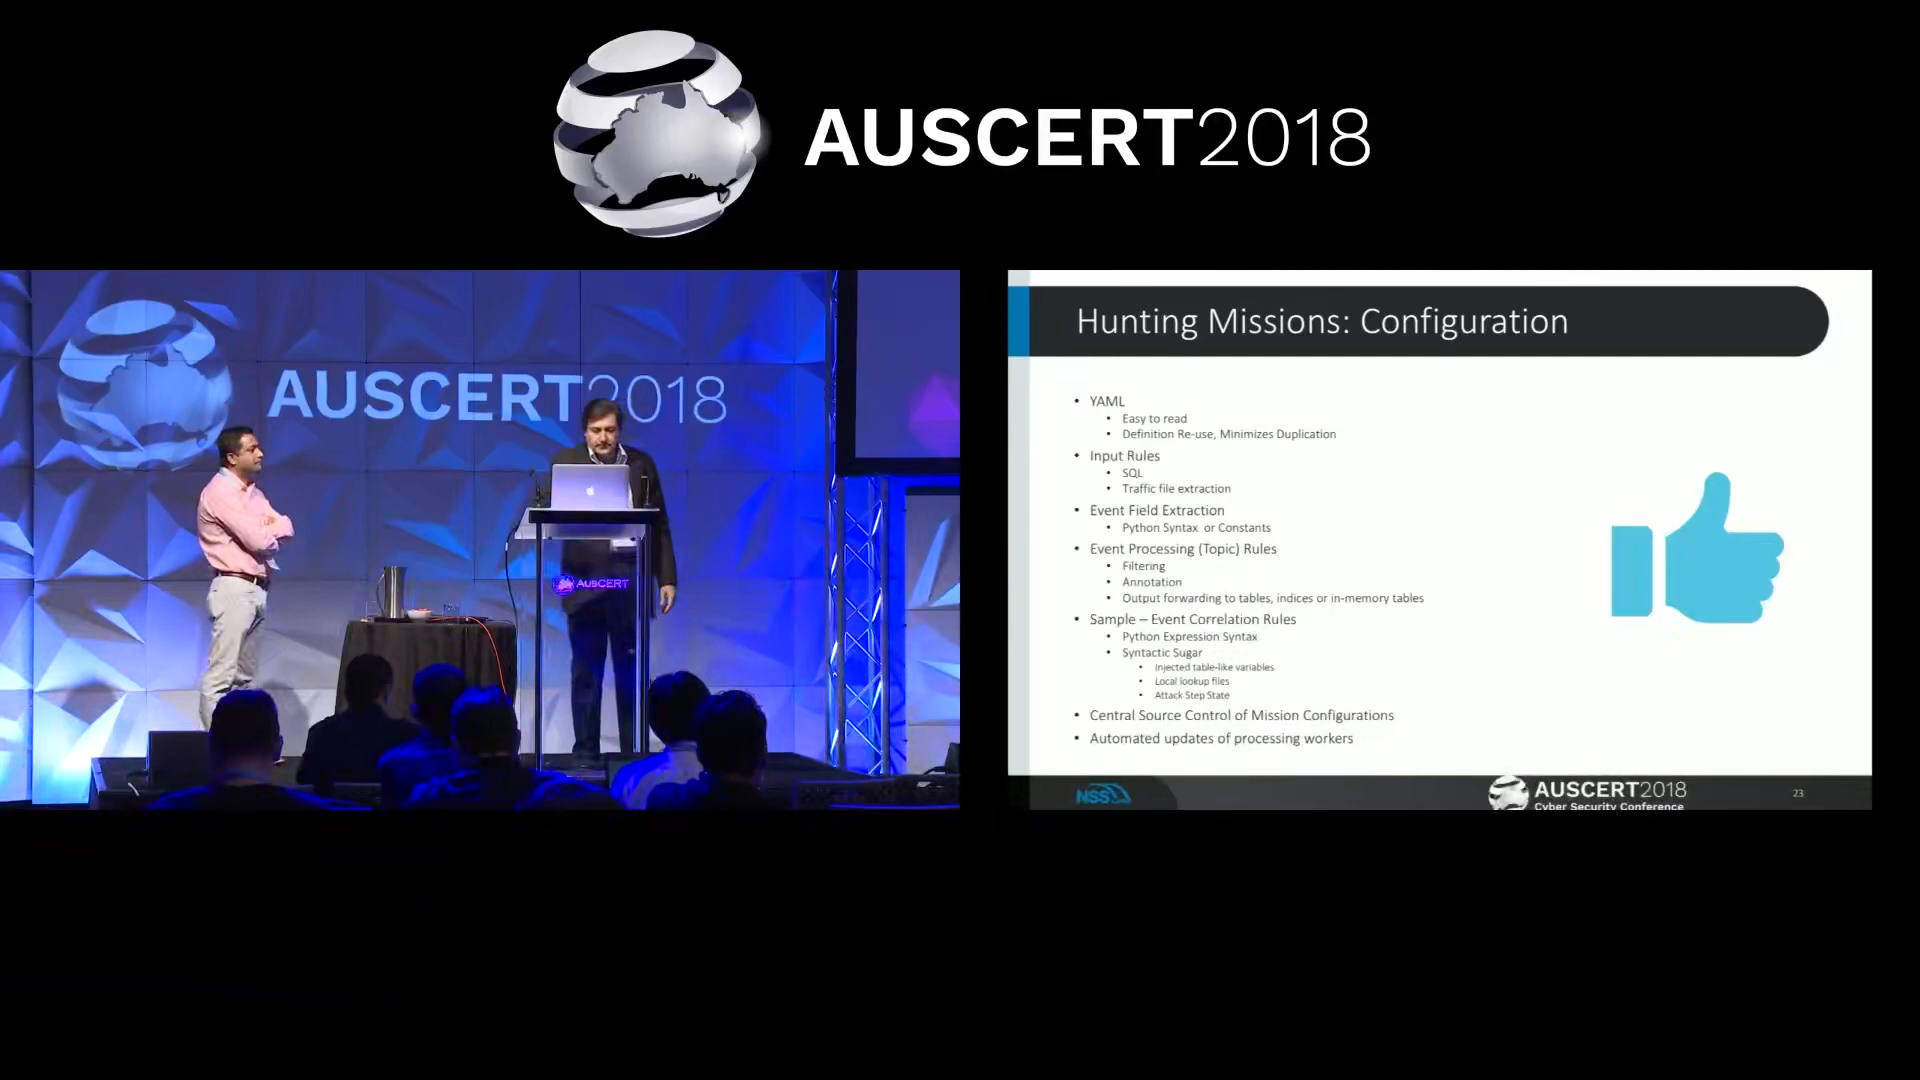 AUSCERT2018
AUSCERT2018
AUSCERT
Hunting Missions: Configuration
• YAML
• Easy to read
• Definition Re-use, Minimizes Duplication
• Input Rules
• SQL
• Traffic file extraction
• Event Field Extraction
• Python Syntax or Constants
• Event Processing (Topic) Rules
• Filtering
• Annotation
• Output forwarding to tables, indices or in-memory tables
• Sample – Event Correlation Rules
• Python Expression Syntax
• Syntactic Sugar
• Injected table-like variables
• Local lookup files
• Attack Step State
• Central Source Control of Mission Configurations
• Automated updates of processing workers
NSS
AUSCERT2018
Cyber Security Conference
23